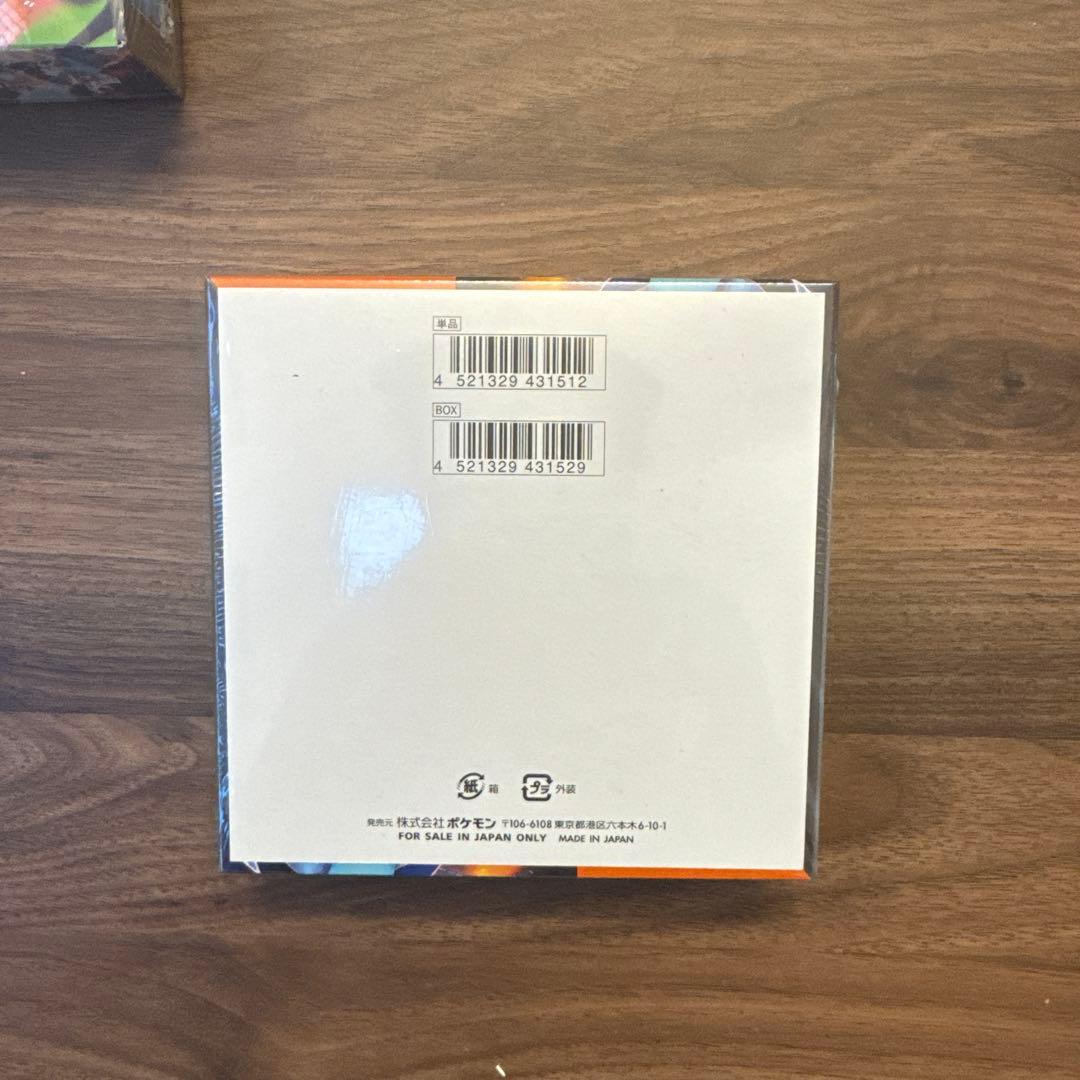 単品
4 521329 431512
BOX
4 521329 431529
紙 箱 プラ 外装
発売元 株式会社 ポケモン 〒106-6108 東京都港区六本木6-10-1
FOR SALE IN JAPAN ONLY MADE IN JAPAN